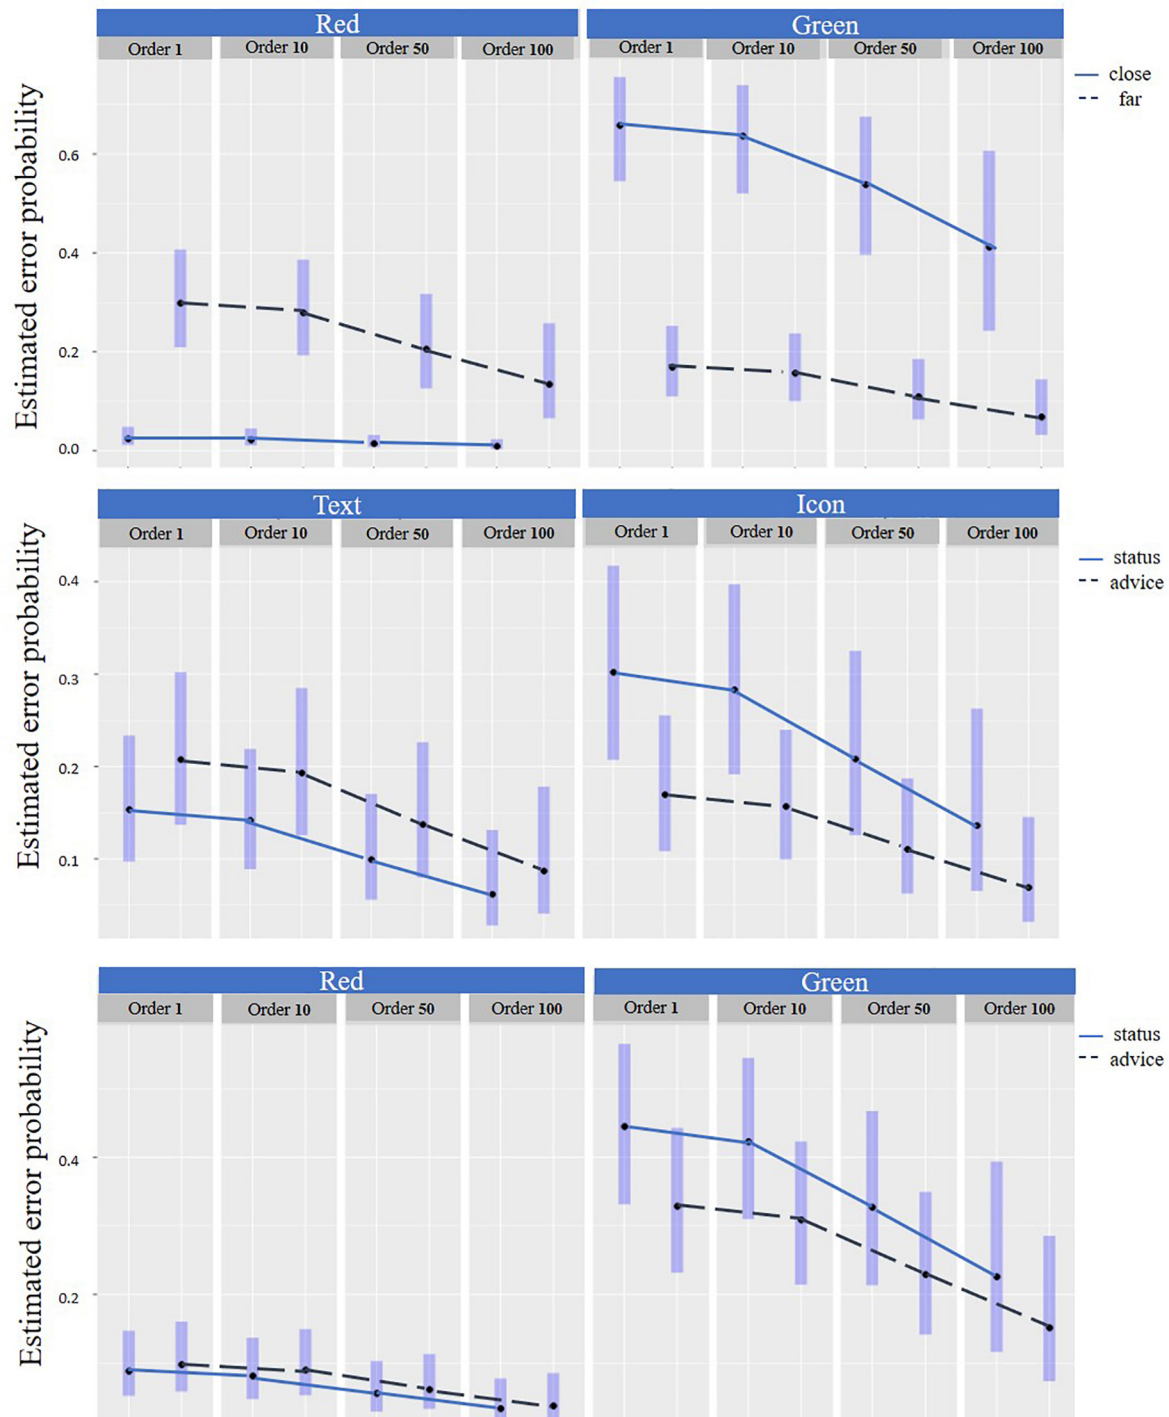 Red Green
Order 1 Order 10 Order 50 Order 100 Order 1 Order 10 Order 50 Order 100
close
far
Estimated error probability
0.6
0.4
0.2
0.0
Text Icon
Order 1 Order 10 Order 50 Order 100 Order 1 Order 10 Order 50 Order 100
status
advice
Estimated error probability
0.4
0.3
0.2
0.1
Red Green
Order 1 Order 10 Order 50 Order 100 Order 1 Order 10 Order 50 Order 100
status
advice
Estimated error probability
0.4
0.2